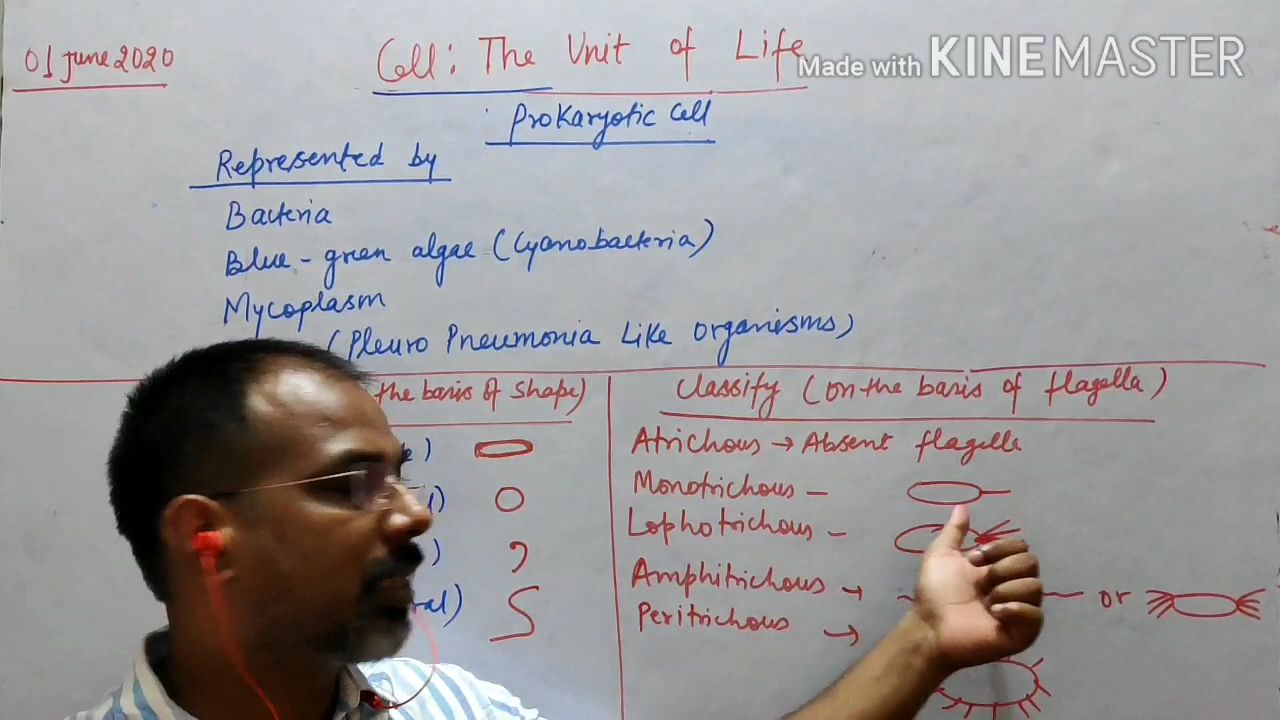 01 June 2020
Cell: The Unit of Life
Made with KINEMASTER
Prokaryotic Cell
Represented by
Bacteria
Blue-green algae (Cyanobacteria)
Mycoplasm
(Pleuro Pneumonia Like organisms)
the basis of shape)
Classify (on the basis of flagella)
Atrichous → Absent flagella
Monotrichous —
Lophotrichous —
Amphitrichous → or
Peritrichous →